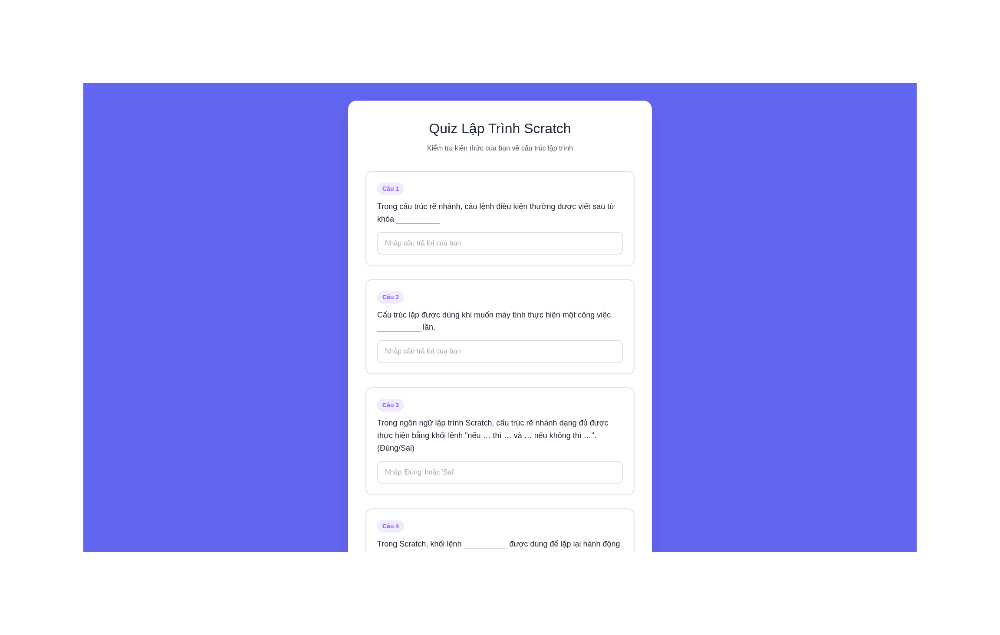 Quiz Lập Trình Scratch
Kiểm tra kiến thức của bạn về cấu trúc lập trình
Câu 1
Trong cấu trúc rẽ nhánh, câu lệnh điều kiện thường được viết sau từ
khóa __________
Nhập câu trả lời của bạn
Câu 2
Cấu trúc lặp được dùng khi muốn máy tính thực hiện một công việc
__________ lần.
Nhập câu trả lời của bạn
Câu 3
Trong ngôn ngữ lập trình Scratch, cấu trúc rẽ nhánh dạng đủ được
thực hiện bằng khối lệnh "nếu … thì … và … nếu không thì …".
(Đúng/Sai)
Nhập 'Đúng' hoặc 'Sai'
Câu 4
Trong Scratch, khối lệnh __________ được dùng để lặp lại hành động